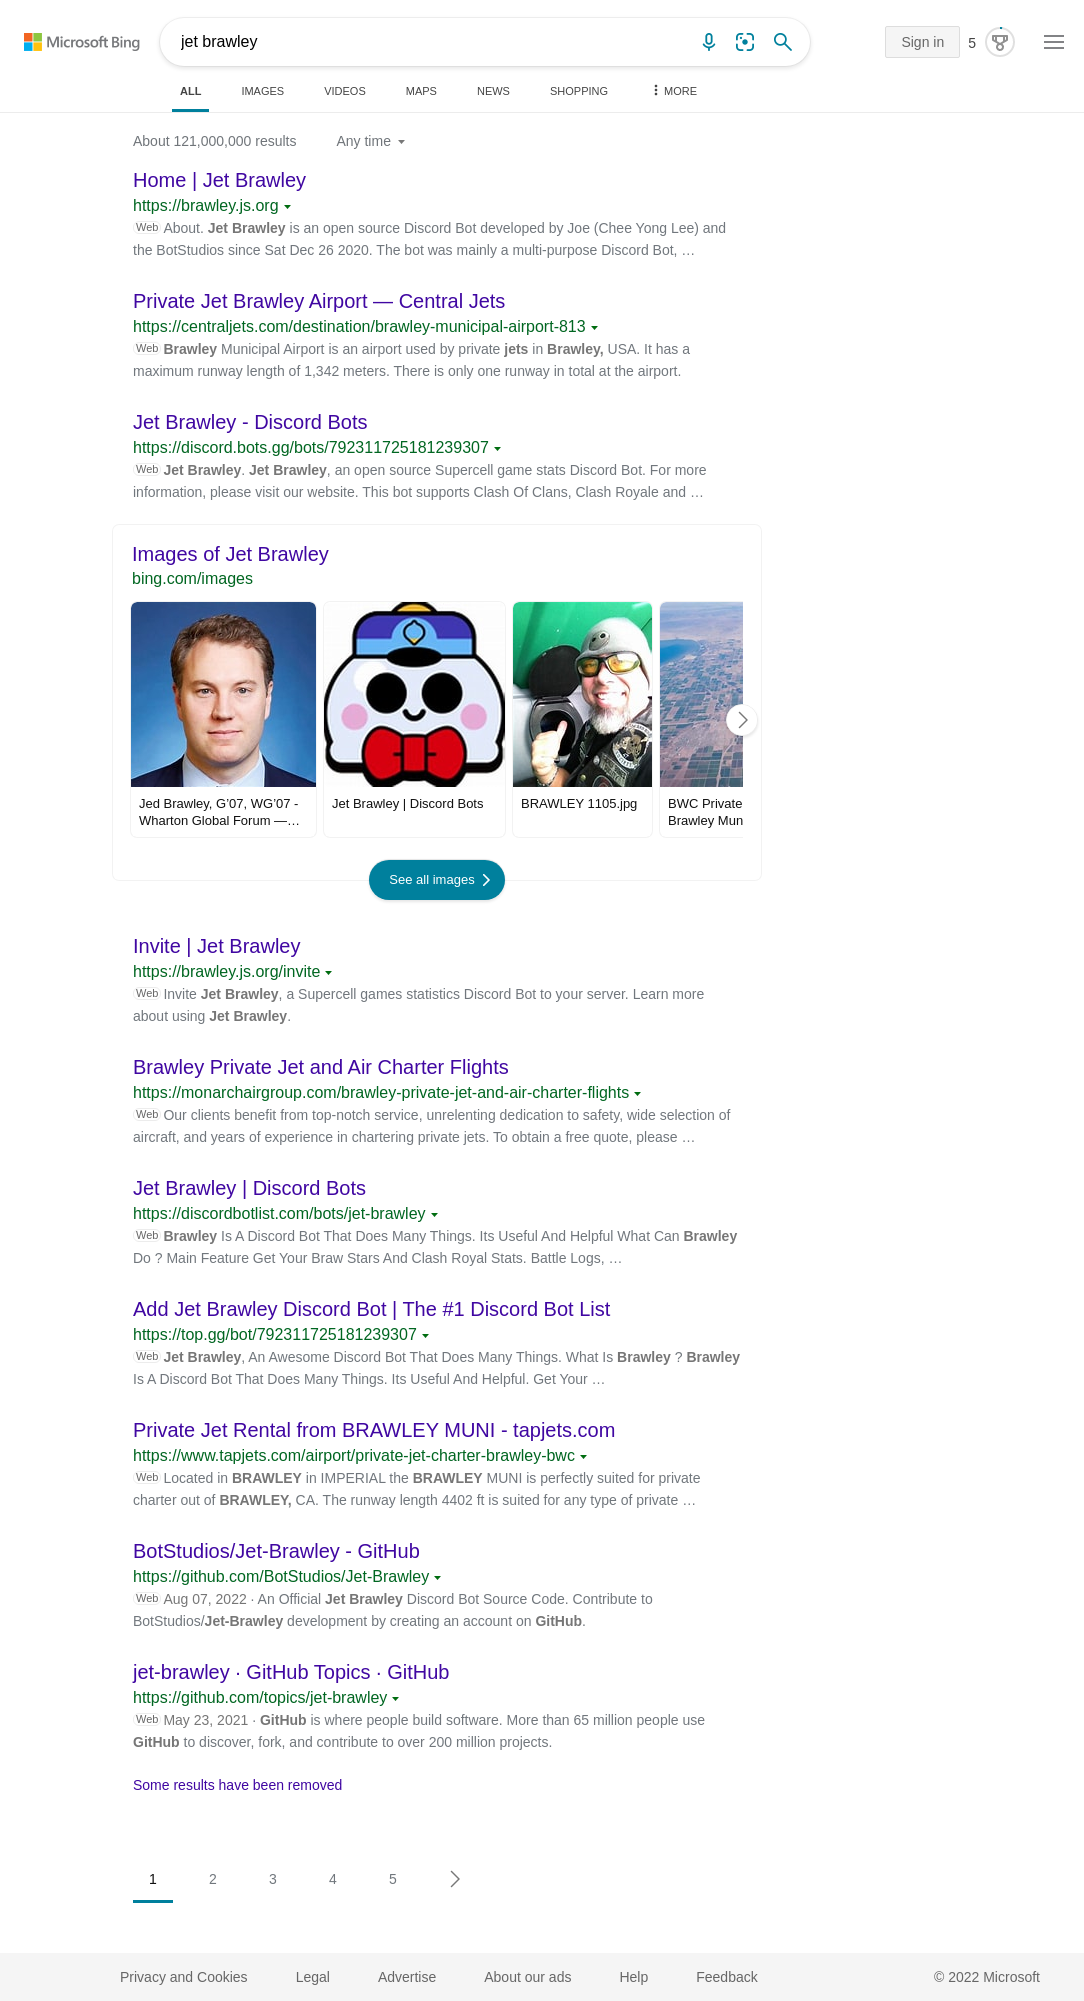 Microsoft Bing
jet brawley
Sign in
5
ALL IMAGES VIDEOS MAPS NEWS SHOPPING MORE
About 121,000,000 results Any time
Home | Jet Brawley
https://brawley.js.org
Web About. Jet Brawley is an open source Discord Bot developed by Joe (Chee Yong Lee) and
the BotStudios since Sat Dec 26 2020. The bot was mainly a multi-purpose Discord Bot, …
Private Jet Brawley Airport — Central Jets
https://centraljets.com/destination/brawley-municipal-airport-813
Web Brawley Municipal Airport is an airport used by private jets in Brawley, USA. It has a
maximum runway length of 1,342 meters. There is only one runway in total at the airport.
Jet Brawley - Discord Bots
https://discord.bots.gg/bots/792311725181239307
Web Jet Brawley. Jet Brawley, an open source Supercell game stats Discord Bot. For more
information, please visit our website. This bot supports Clash Of Clans, Clash Royale and …
Images of Jet Brawley
bing.com/images
Jed Brawley, G’07, WG’07 -
Wharton Global Forum —…
Jet Brawley | Discord Bots
BRAWLEY 1105.jpg
BWC Private
Brawley Mun
See all images
Invite | Jet Brawley
https://brawley.js.org/invite
Web Invite Jet Brawley, a Supercell games statistics Discord Bot to your server. Learn more
about using Jet Brawley.
Brawley Private Jet and Air Charter Flights
https://monarchairgroup.com/brawley-private-jet-and-air-charter-flights
Web Our clients benefit from top-notch service, unrelenting dedication to safety, wide selection of
aircraft, and years of experience in chartering private jets. To obtain a free quote, please …
Jet Brawley | Discord Bots
https://discordbotlist.com/bots/jet-brawley
Web Brawley Is A Discord Bot That Does Many Things. Its Useful And Helpful What Can Brawley
Do ? Main Feature Get Your Braw Stars And Clash Royal Stats. Battle Logs, …
Add Jet Brawley Discord Bot | The #1 Discord Bot List
https://top.gg/bot/792311725181239307
Web Jet Brawley, An Awesome Discord Bot That Does Many Things. What Is Brawley ? Brawley
Is A Discord Bot That Does Many Things. Its Useful And Helpful. Get Your …
Private Jet Rental from BRAWLEY MUNI - tapjets.com
https://www.tapjets.com/airport/private-jet-charter-brawley-bwc
Web Located in BRAWLEY in IMPERIAL the BRAWLEY MUNI is perfectly suited for private
charter out of BRAWLEY, CA. The runway length 4402 ft is suited for any type of private …
BotStudios/Jet-Brawley - GitHub
https://github.com/BotStudios/Jet-Brawley
Web Aug 07, 2022 · An Official Jet Brawley Discord Bot Source Code. Contribute to
BotStudios/Jet-Brawley development by creating an account on GitHub.
jet-brawley · GitHub Topics · GitHub
https://github.com/topics/jet-brawley
Web May 23, 2021 · GitHub is where people build software. More than 65 million people use
GitHub to discover, fork, and contribute to over 200 million projects.
Some results have been removed
1 2 3 4 5
Privacy and Cookies Legal Advertise About our ads Help Feedback © 2022 Microsoft